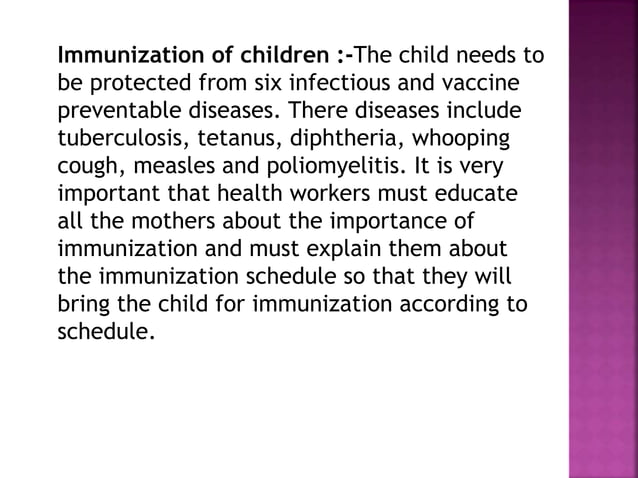 Immunization of children :-The child needs to
be protected from six infectious and vaccine
preventable diseases. There diseases include
tuberculosis, tetanus, diphtheria, whooping
cough, measles and poliomyelitis. It is very
important that health workers must educate
all the mothers about the importance of
immunization and must explain them about
the immunization schedule so that they will
bring the child for immunization according to
schedule.